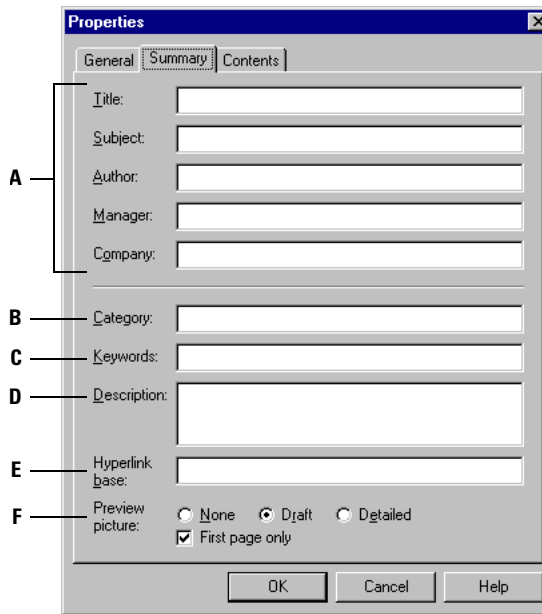 Properties
General Summary Contents
Title:
Subject:
A
Author:
Manager:
Company:
B Category:
C Keywords:
D Description:
E Hyperlink base:
F Preview picture: None Draft Detailed
First page only
OK Cancel Help